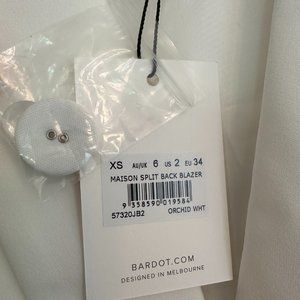 XS AU/UK 6 US 2 EU 34
MAISON SPLIT BACK BLAZER
9 358590 019584
57320JB2 ORCHID WHT
BARDOT.COM
DESIGNED IN MELBOURNE